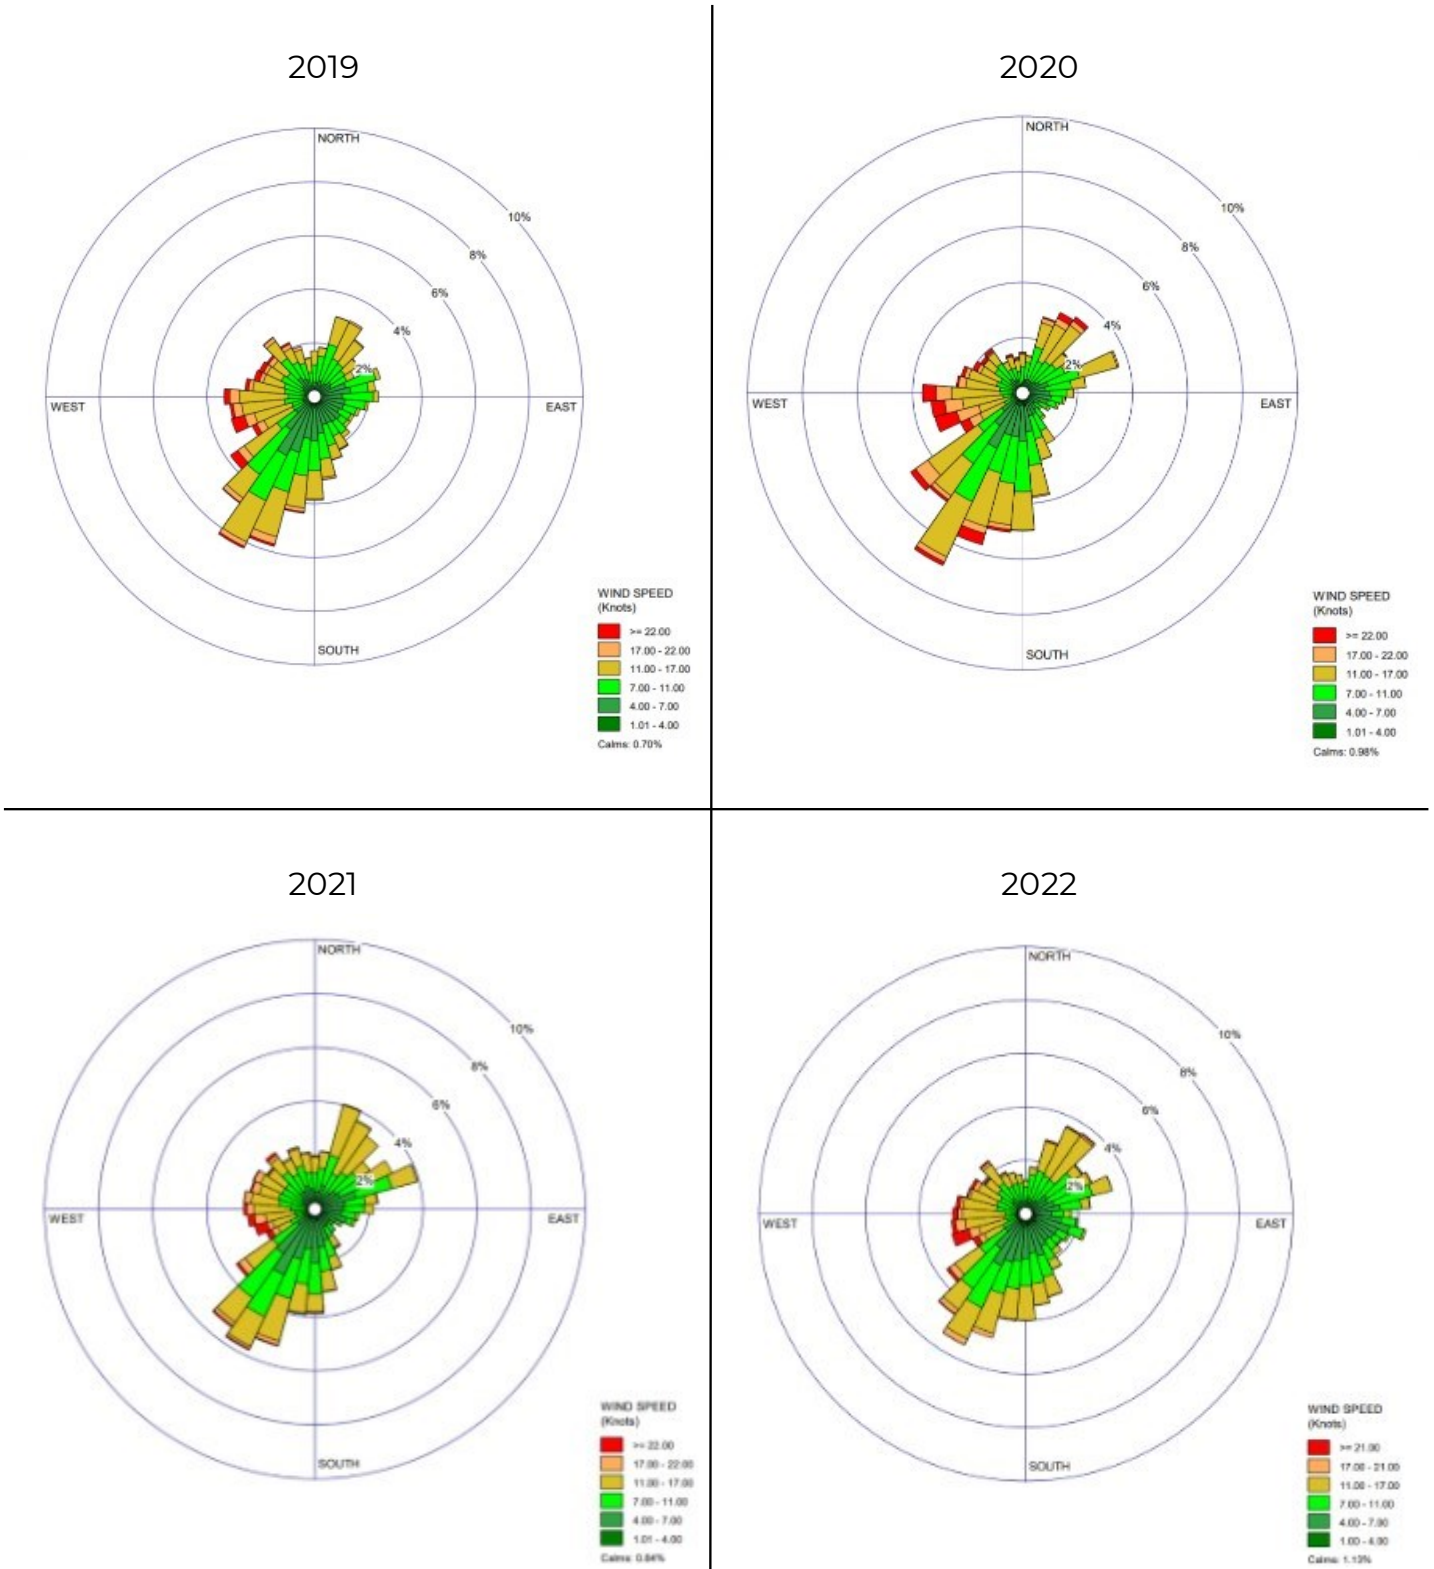 2019
NORTH
10%
8%
6%
4%
2%
WEST
EAST
SOUTH
WIND SPEED
(Knots)
>= 22.00
17.00 - 22.00
11.00 - 17.00
7.00 - 11.00
4.00 - 7.00
1.01 - 4.00
Calms: 0.70%
2020
NORTH
10%
8%
6%
4%
2%
WEST
EAST
SOUTH
WIND SPEED
(Knots)
>= 22.00
17.00 - 22.00
11.00 - 17.00
7.00 - 11.00
4.00 - 7.00
1.01 - 4.00
Calms: 0.98%
2021
NORTH
10%
8%
6%
4%
2%
WEST
EAST
SOUTH
WIND SPEED
(Knots)
>= 22.00
17.00 - 22.00
11.00 - 17.00
7.00 - 11.00
4.00 - 7.00
1.01 - 4.00
Calms: 0.84%
2022
NORTH
10%
8%
6%
4%
2%
WEST
EAST
SOUTH
WIND SPEED
(Knots)
>= 21.00
17.00 - 21.00
11.00 - 17.00
7.00 - 11.00
4.00 - 7.00
1.00 - 4.00
Calms: 1.13%